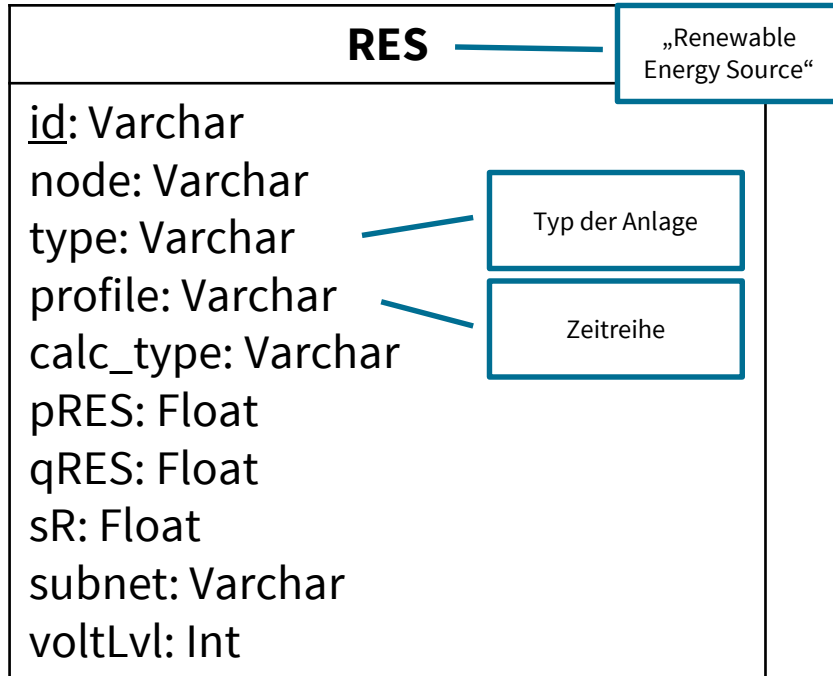 RES
„Renewable
Energy Source“
id: Varchar
node: Varchar
type: Varchar
Typ der Anlage
profile: Varchar
Zeitreihe
calc_type: Varchar
pRES: Float
qRES: Float
sR: Float
subnet: Varchar
voltLvl: Int